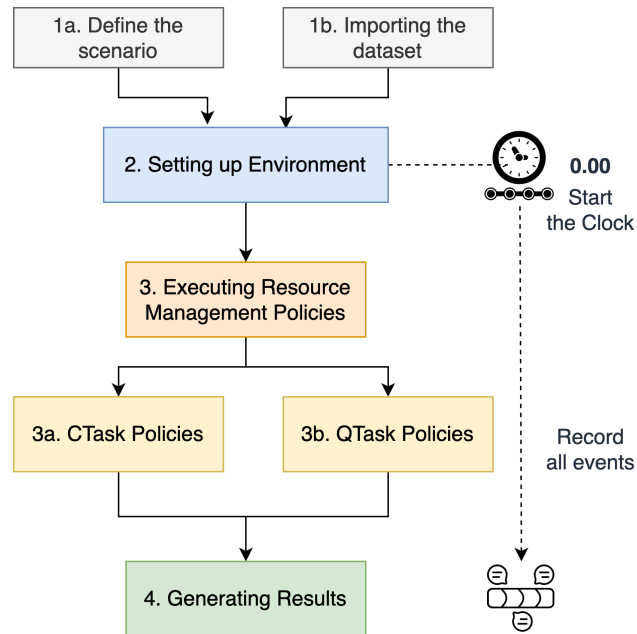 1a. Define the
scenario
1b. Importing the
dataset
2. Setting up Environment
0.00
Start
the Clock
3. Executing Resource
Management Policies
3a. CTask Policies
3b. QTask Policies
Record
all events
4. Generating Results